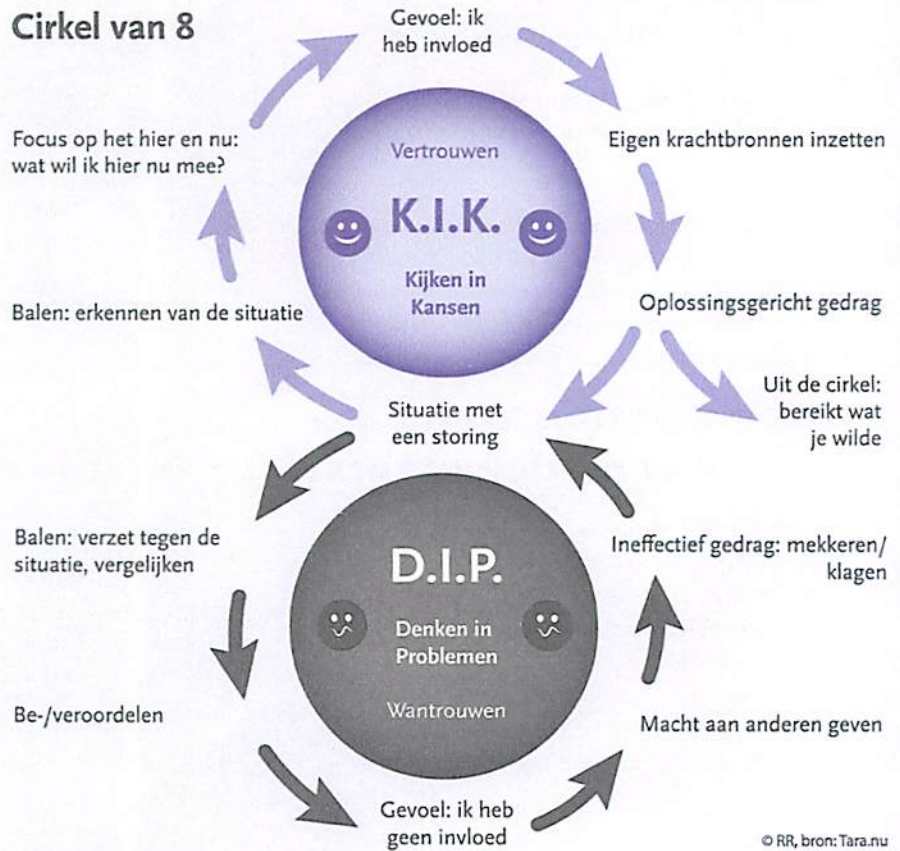 Cirkel van 8
Gevoel: ik
heb invloed
Focus op het hier en nu:
wat wil ik hier nu mee?
Eigen krachtbronnen inzetten
Vertrouwen
K.I.K.
Kijken in
Kansen
Balen: erkennen van de situatie
Oplossingsgericht gedrag
Uit de cirkel:
bereikt wat
je wilde
Situatie met
een storing
Balen: verzet tegen de
situatie, vergelijken
Ineffectief gedrag: mekkeren/
klagen
D.I.P.
Denken in
Problemen
Wantrouwen
Be-/veroordelen
Macht aan anderen geven
Gevoel: ik heb
geen invloed
© RR, bron: Tara.nu